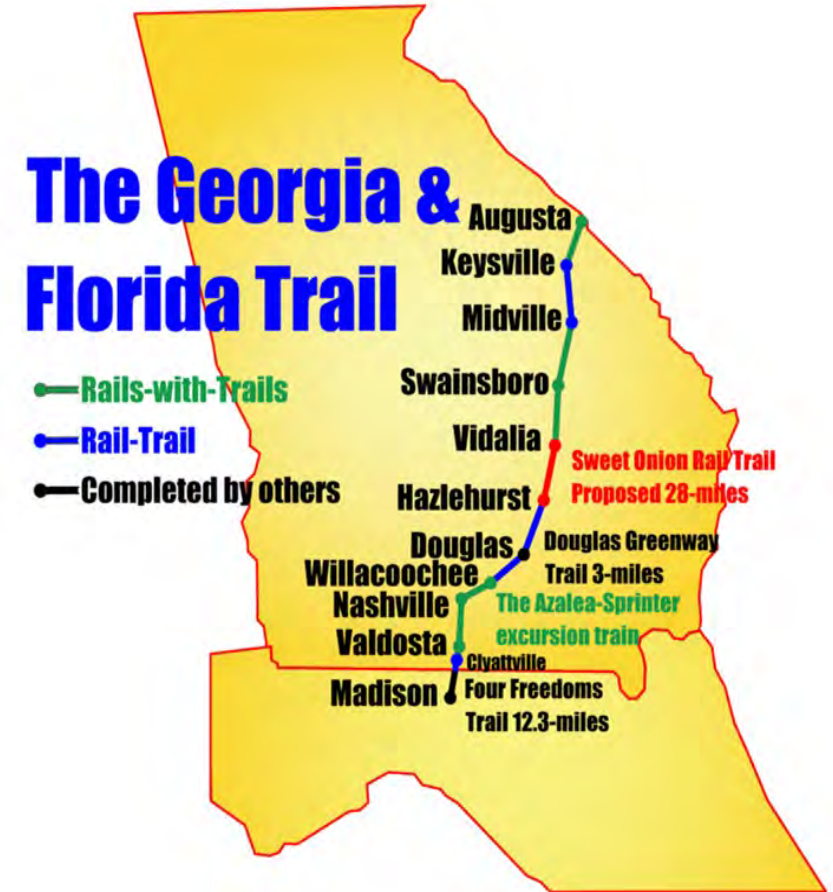 The Georgia &
Florida Trail
Rails-with-Trails
Rail-Trail
Completed by others
Augusta
Keysville
Midville
Swainsboro
Vidalia
Sweet Onion Rail Trail
Proposed 28-miles
Hazlehurst
Douglas
Douglas Greenway
Trail 3-miles
Willacoochee
Nashville
The Azalea-Sprinter
excursion train
Valdosta
Clyattville
Madison
Four Freedoms
Trail 12.3-miles